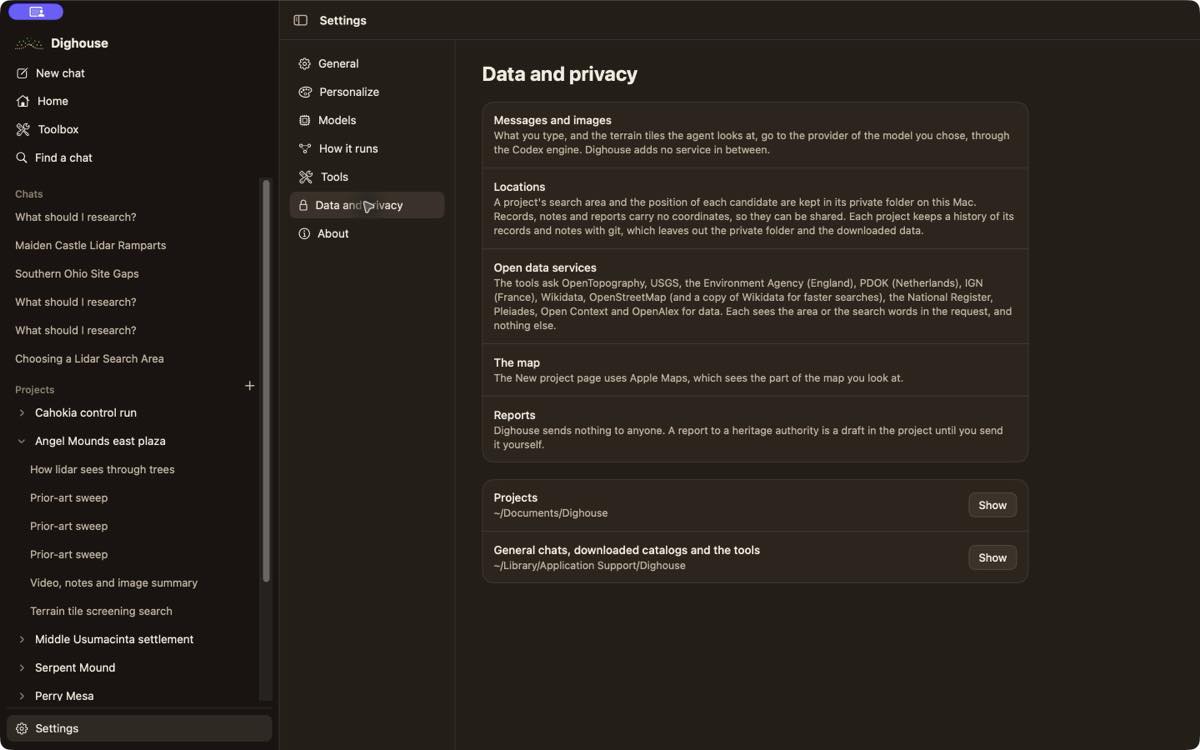 Dighouse
New chat
Home
Toolbox
Find a chat
Chats
What should I research?
Maiden Castle Lidar Ramparts
Southern Ohio Site Gaps
What should I research?
What should I research?
Choosing a Lidar Search Area
Projects
Cahokia control run
Angel Mounds east plaza
How lidar sees through trees
Prior-art sweep
Prior-art sweep
Prior-art sweep
Video, notes and image summary
Terrain tile screening search
Middle Usumacinta settlement
Serpent Mound
Perry Mesa
Settings
Settings
General
Personalize
Models
How it runs
Tools
Data and privacy
About
Data and privacy
Messages and images
What you type, and the terrain tiles the agent looks at, go to the provider of the model you chose, through
the Codex engine. Dighouse adds no service in between.
Locations
A project's search area and the position of each candidate are kept in its private folder on this Mac.
Records, notes and reports carry no coordinates, so they can be shared. Each project keeps a history of its
records and notes with git, which leaves out the private folder and the downloaded data.
Open data services
The tools ask OpenTopography, USGS, the Environment Agency (England), PDOK (Netherlands), IGN
(France), Wikidata, OpenStreetMap (and a copy of Wikidata for faster searches), the National Register,
Pleiades, Open Context and OpenAlex for data. Each sees the area or the search words in the request, and
nothing else.
The map
The New project page uses Apple Maps, which sees the part of the map you look at.
Reports
Dighouse sends nothing to anyone. A report to a heritage authority is a draft in the project until you send
it yourself.
Projects
~/Documents/Dighouse
Show
General chats, downloaded catalogs and the tools
~/Library/Application Support/Dighouse
Show